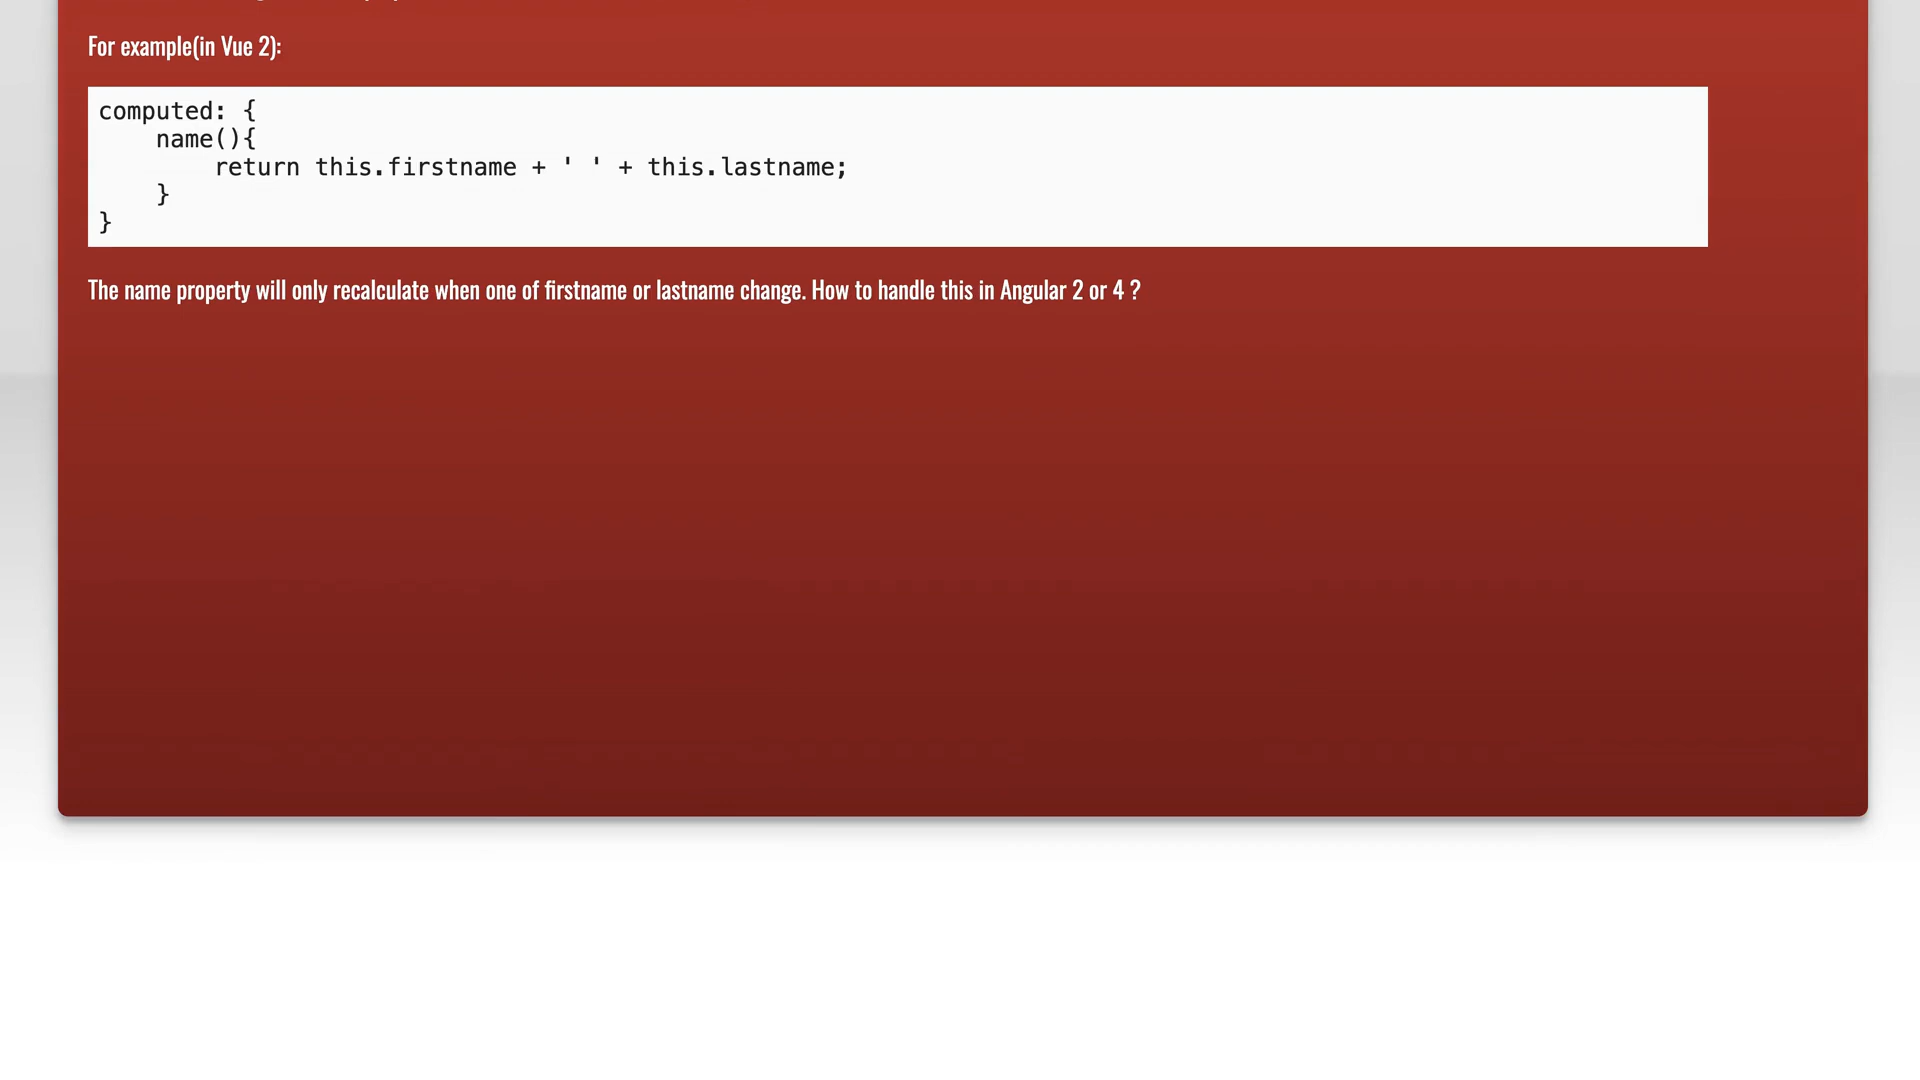 For example(in Vue 2):
computed: {
    name(){
        return this.firstname + ' ' + this.lastname;
    }
}
The name property will only recalculate when one of firstname or lastname change. How to handle this in Angular 2 or 4 ?